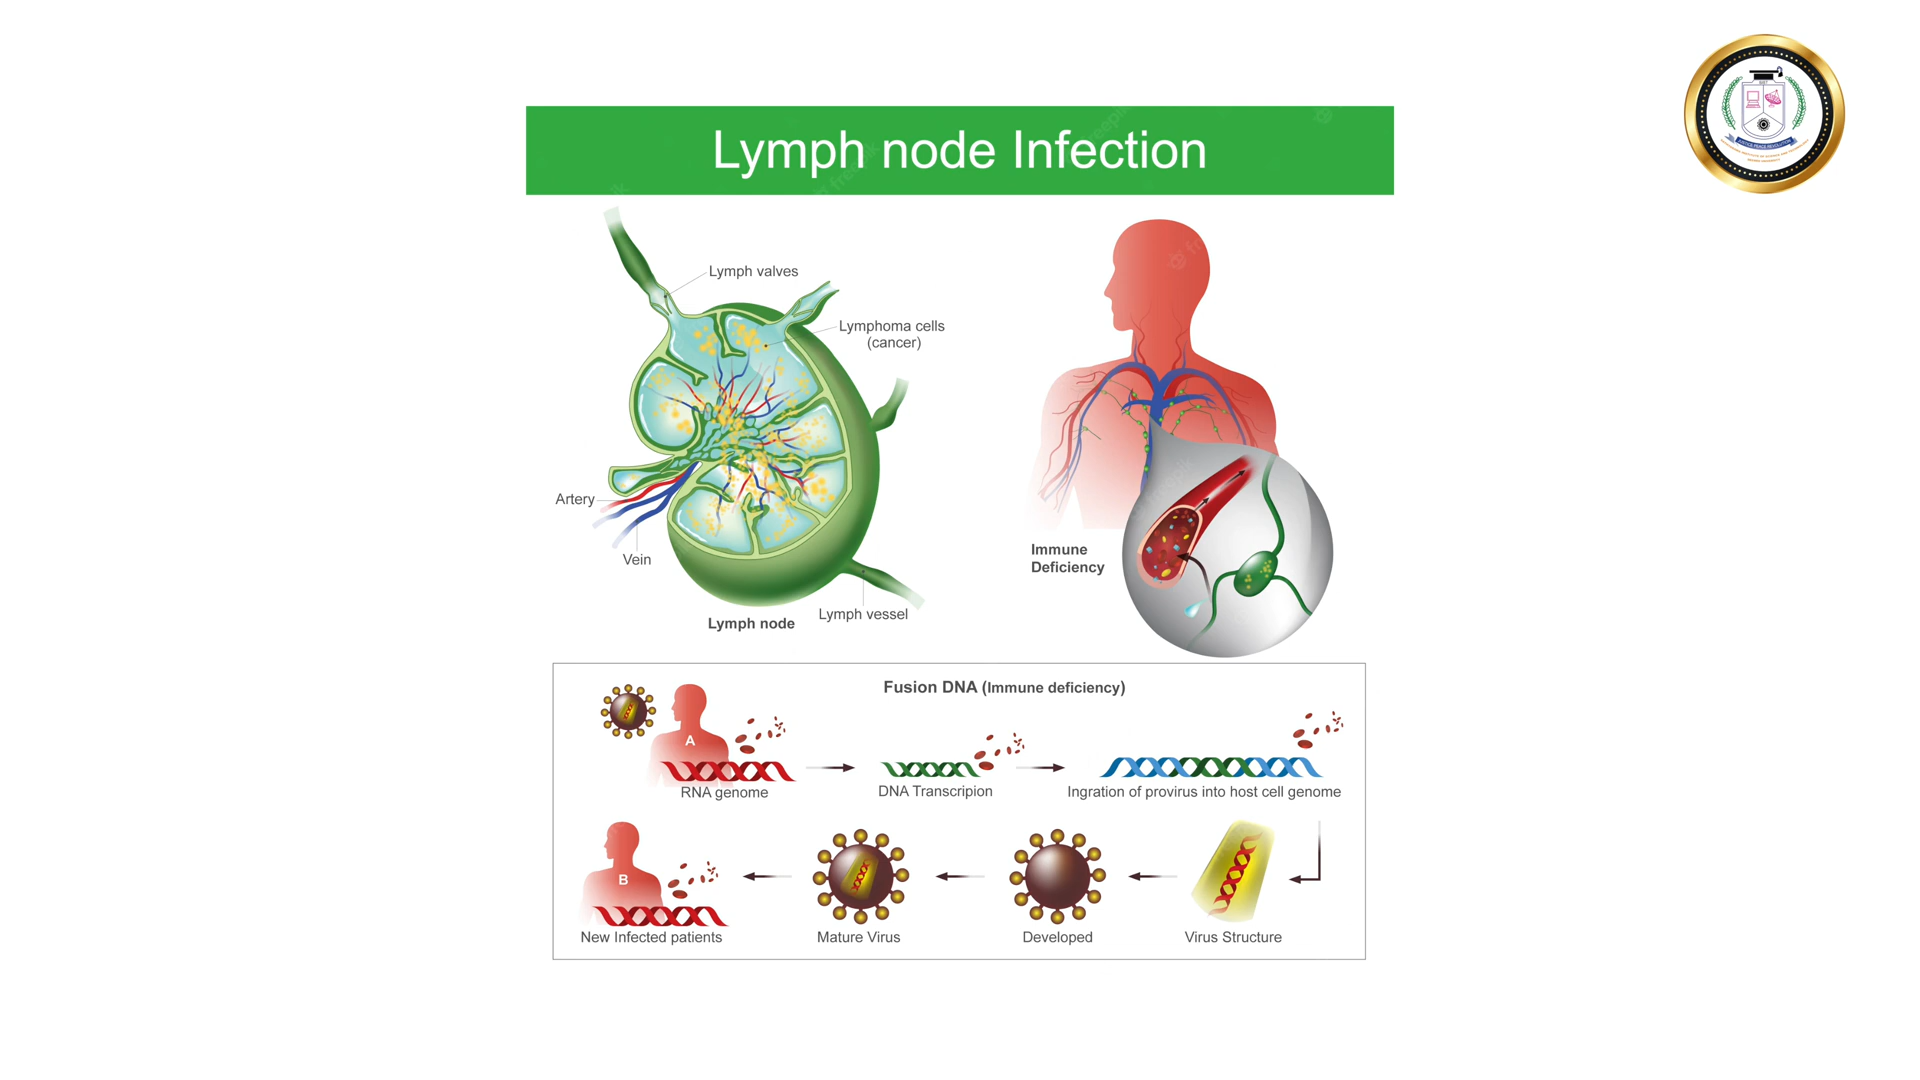 Lymph node Infection
Lymph valves
Lymphoma cells
(cancer)
Artery
Vein
Lymph vessel
Lymph node
Immune
Deficiency
Fusion DNA (Immune deficiency)
A
RNA genome
DNA Transcripion
Ingration of provirus into host cell genome
B
New Infected patients
Mature Virus
Developed
Virus Structure